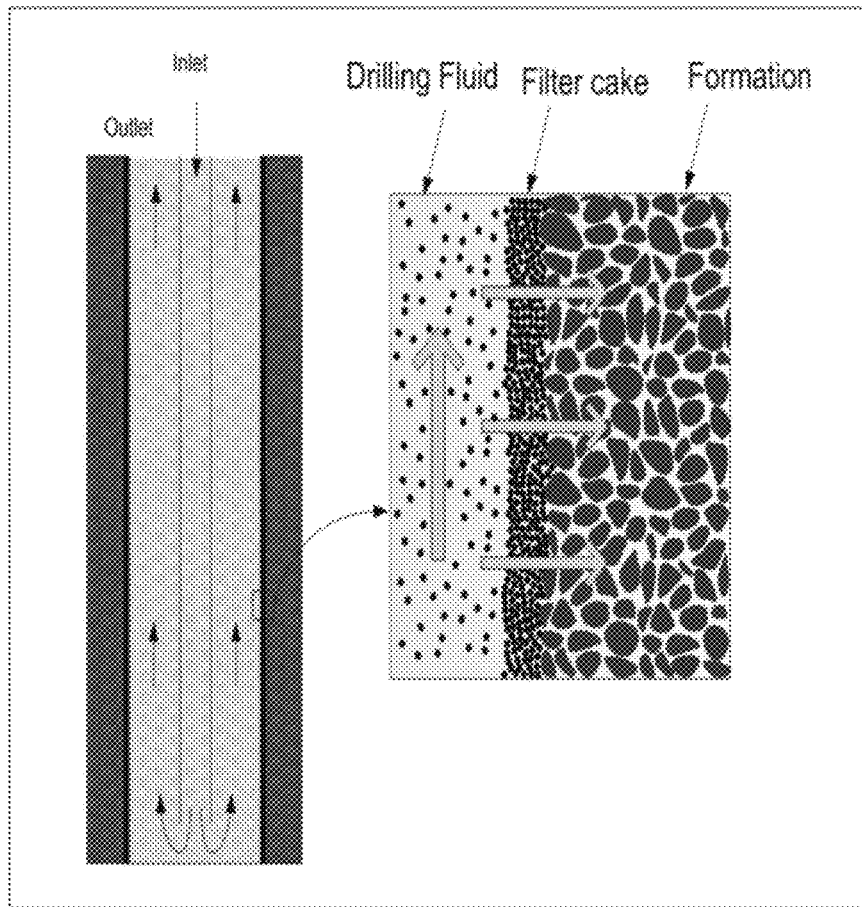 Inlet
Outlet
Drilling Fluid
Filter cake
Formation